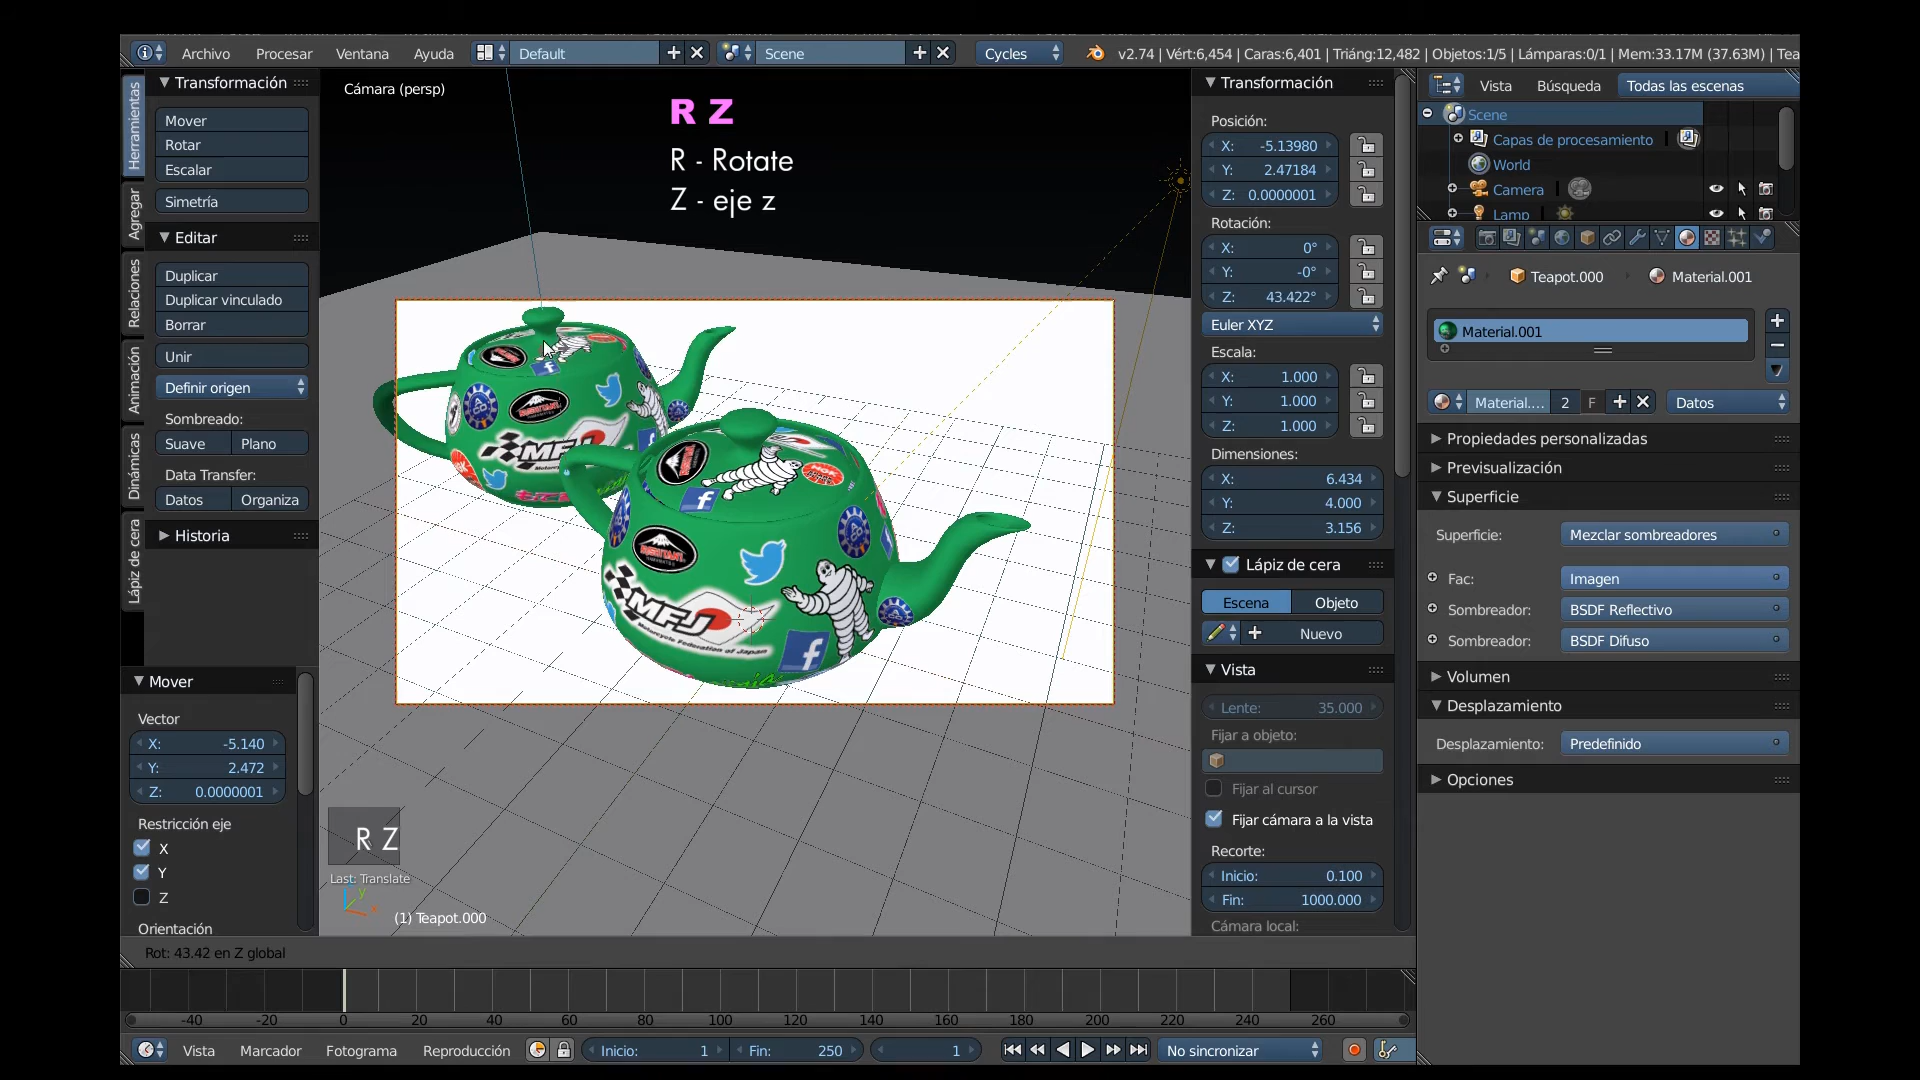 Archivo Procesar Ventana Ayuda Default Scene Cycles v2.74 | Vért:6,454 | Caras:6,401 | Triáng:12,482 | Objetos:1/5 | Lámparas:0/1 | Mem:33.17M (37.63M) | Tea
Herramientas
Agregar
Relaciones
Animación
Dinámicas
Lápiz de cera
Transformación
Mover
Rotar
Escalar
Simetría
Editar
Duplicar
Duplicar vinculado
Borrar
Unir
Definir origen
Sombreado:
Suave Plano
Data Transfer:
Datos Organiza
Historia
Mover
Vector
X: -5.140
Y: 2.472
Z: 0.0000001
Restricción eje
X
Y
Z
Orientación
Cámara (persp)
R Z
R - Rotate
Z - eje z
MFJ
MFJ
Motorcycle Federation of Japan
NGK
f
f
f
R Z
Last: Translate
y
x
(1) Teapot.000
Transformación
Posición:
X: -5.13980
Y: 2.47184
Z: 0.0000001
Rotación:
X: 0°
Y: -0°
Z: 43.422°
Euler XYZ
Escala:
X: 1.000
Y: 1.000
Z: 1.000
Dimensiones:
X: 6.434
Y: 4.000
Z: 3.156
Lápiz de cera
Escena Objeto
Nuevo
Vista
Lente: 35.000
Fijar a objeto:
Fijar al cursor
Fijar cámara a la vista
Recorte:
Inicio: 0.100
Fin: 1000.000
Cámara local:
Vista Búsqueda Todas las escenas
Scene
Capas de procesamiento
World
Camera
Lamp
Teapot.000 Material.001
Material.001
Material.... 2 F Datos
Propiedades personalizadas
Previsualización
Superficie
Superficie: Mezclar sombreadores
Fac: Imagen
Sombreador: BSDF Reflectivo
Sombreador: BSDF Difuso
Volumen
Desplazamiento
Desplazamiento: Predefinido
Opciones
Rot: 43.42 en Z global
-40 -20 0 20 40 60 80 100 120 140 160 180 200 220 240 260
Vista Marcador Fotograma Reproducción Inicio: 1 Fin: 250 1 No sincronizar